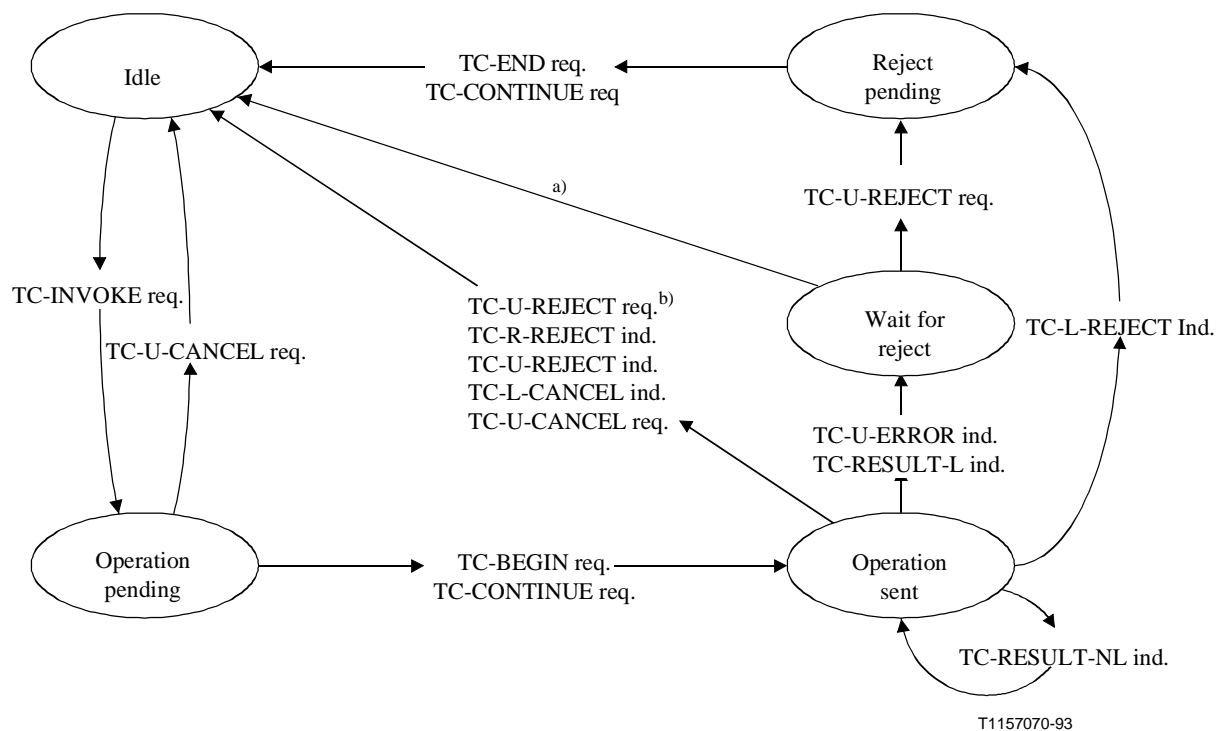 Idle
TC-END req.
TC-CONTINUE req
Reject
pending
a)
TC-U-REJECT req.
TC-INVOKE req.
TC-U-CANCEL req.
TC-U-REJECT req.b)
TC-R-REJECT ind.
TC-U-REJECT ind.
TC-L-CANCEL ind.
TC-U-CANCEL req.
Wait for
reject
TC-L-REJECT Ind.
TC-U-ERROR ind.
TC-RESULT-L ind.
Operation
pending
TC-BEGIN req.
TC-CONTINUE req.
Operation
sent
TC-RESULT-NL ind.
T1157070-93